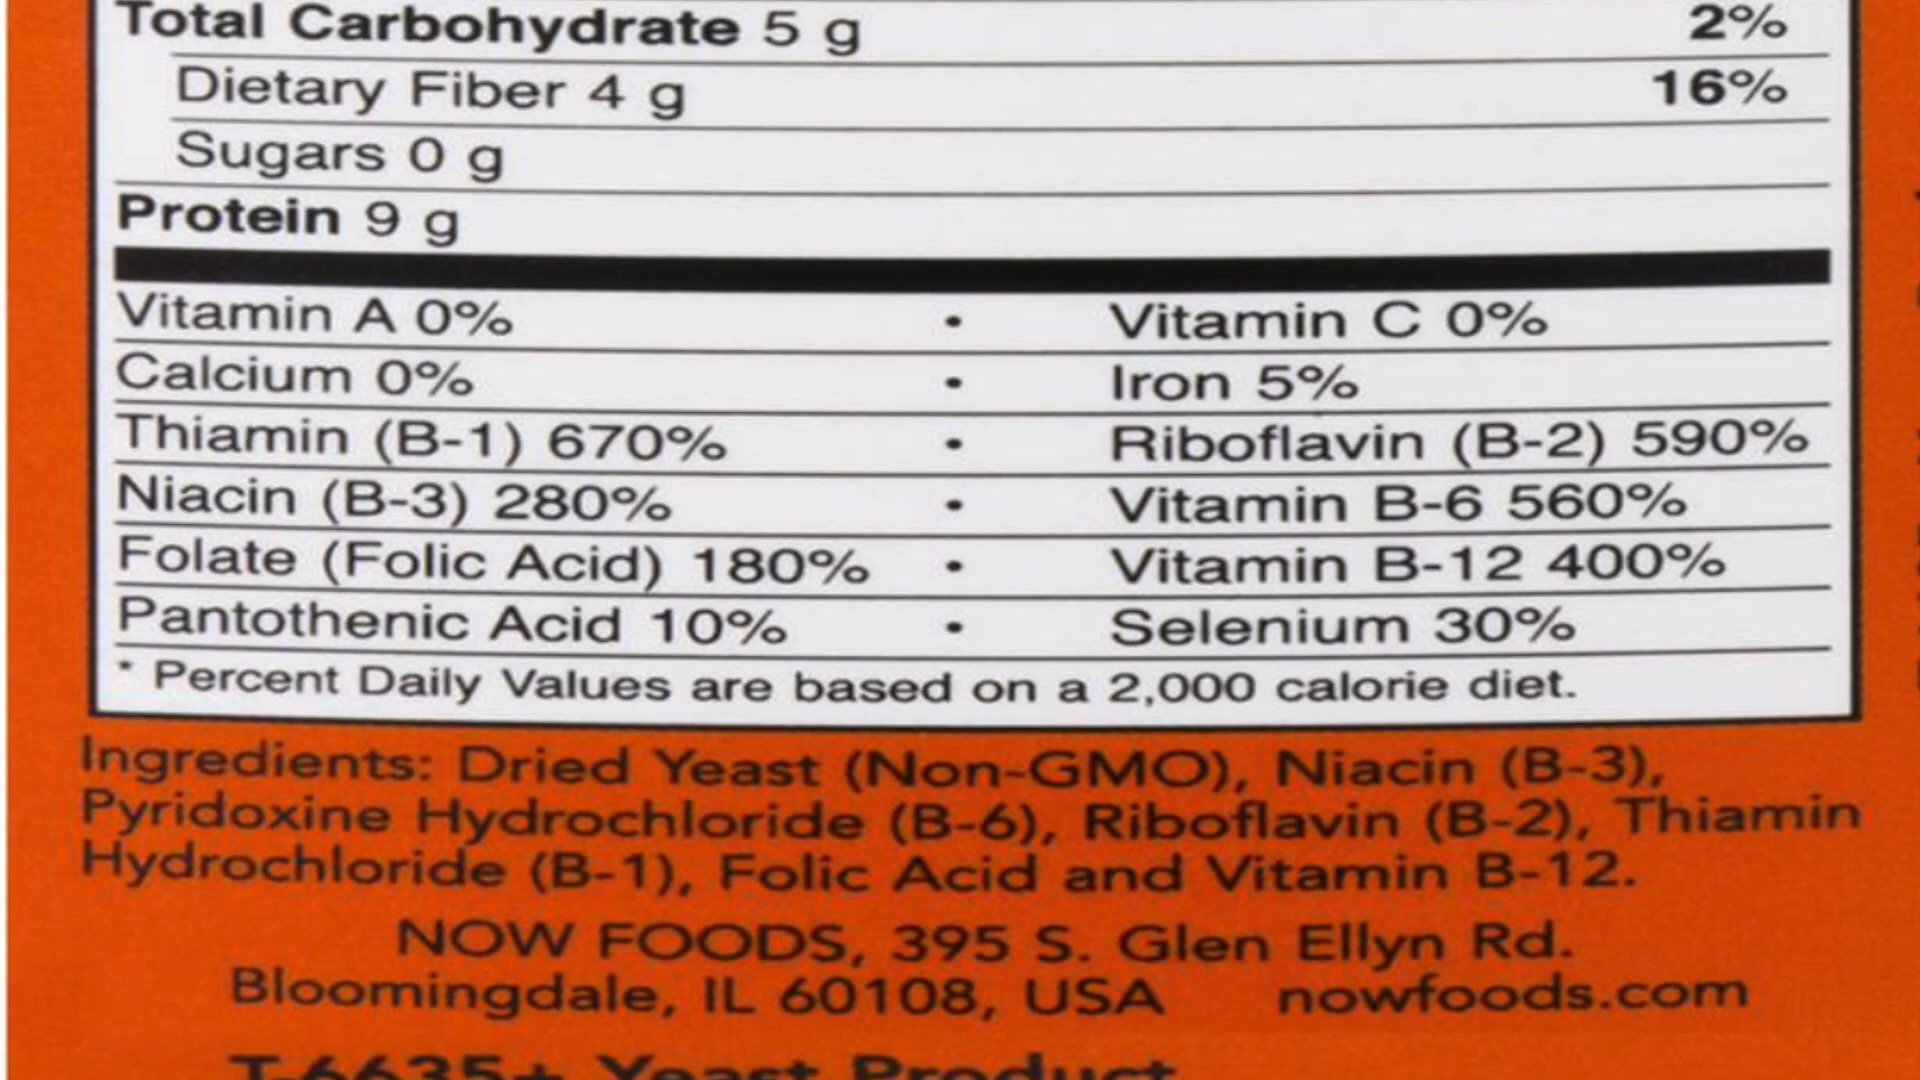 Total Carbohydrate 5 g 2%
Dietary Fiber 4 g 16%
Sugars 0 g
Protein 9 g
Vitamin A 0% • Vitamin C 0%
Calcium 0% • Iron 5%
Thiamin (B-1) 670% • Riboflavin (B-2) 590%
Niacin (B-3) 280% • Vitamin B-6 560%
Folate (Folic Acid) 180% • Vitamin B-12 400%
Pantothenic Acid 10% • Selenium 30%
* Percent Daily Values are based on a 2,000 calorie diet.
Ingredients: Dried Yeast (Non-GMO), Niacin (B-3),
Pyridoxine Hydrochloride (B-6), Riboflavin (B-2), Thiamin
Hydrochloride (B-1), Folic Acid and Vitamin B-12.
NOW FOODS, 395 S. Glen Ellyn Rd.
Bloomingdale, IL 60108, USA nowfoods.com
T-6635+ Yeast Product